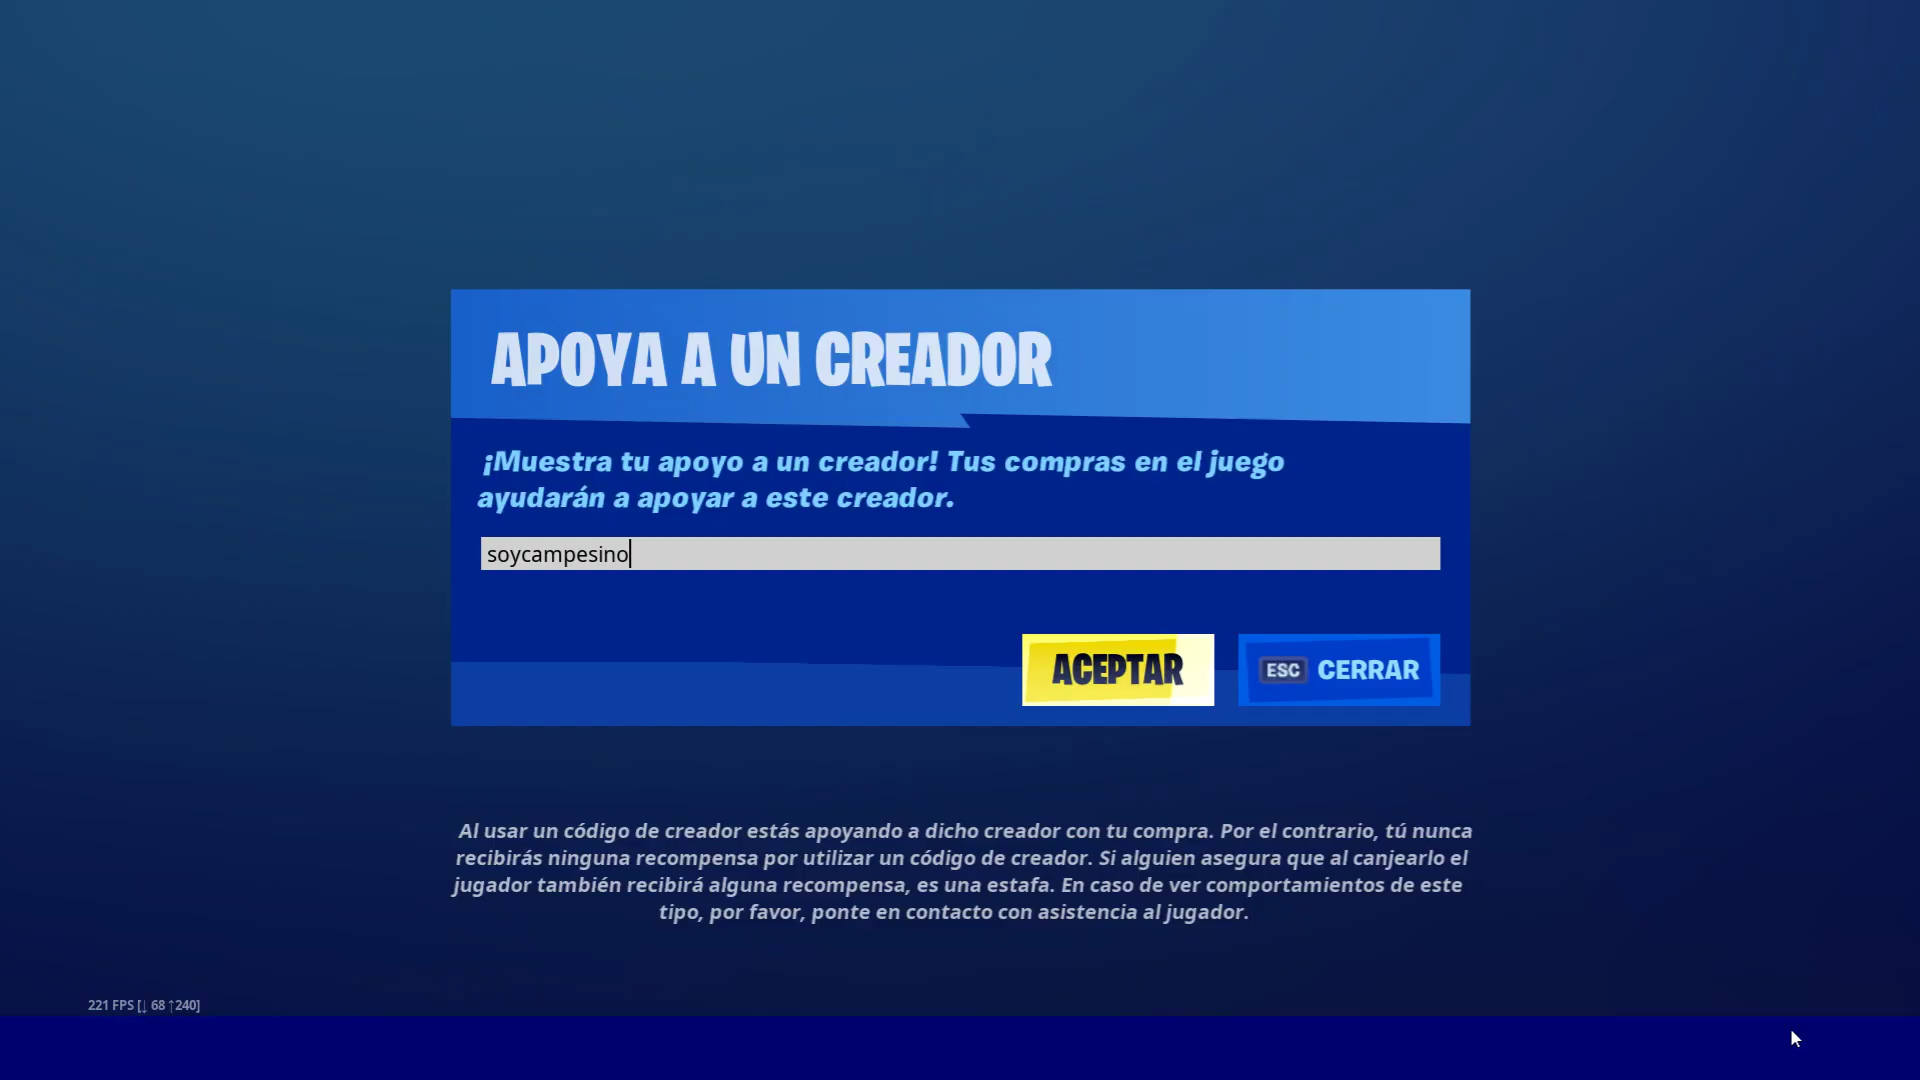 APOYA A UN CREADOR
¡Muestra tu apoyo a un creador! Tus compras en el juego
ayudarán a apoyar a este creador.
soycampesino
ACEPTAR
ESC CERRAR
Al usar un código de creador estás apoyando a dicho creador con tu compra. Por el contrario, tú nunca
recibirás ninguna recompensa por utilizar un código de creador. Si alguien asegura que al canjearlo el
jugador también recibirá alguna recompensa, es una estafa. En caso de ver comportamientos de este
tipo, por favor, ponte en contacto con asistencia al jugador.
221 FPS [↓ 68 ↑240]